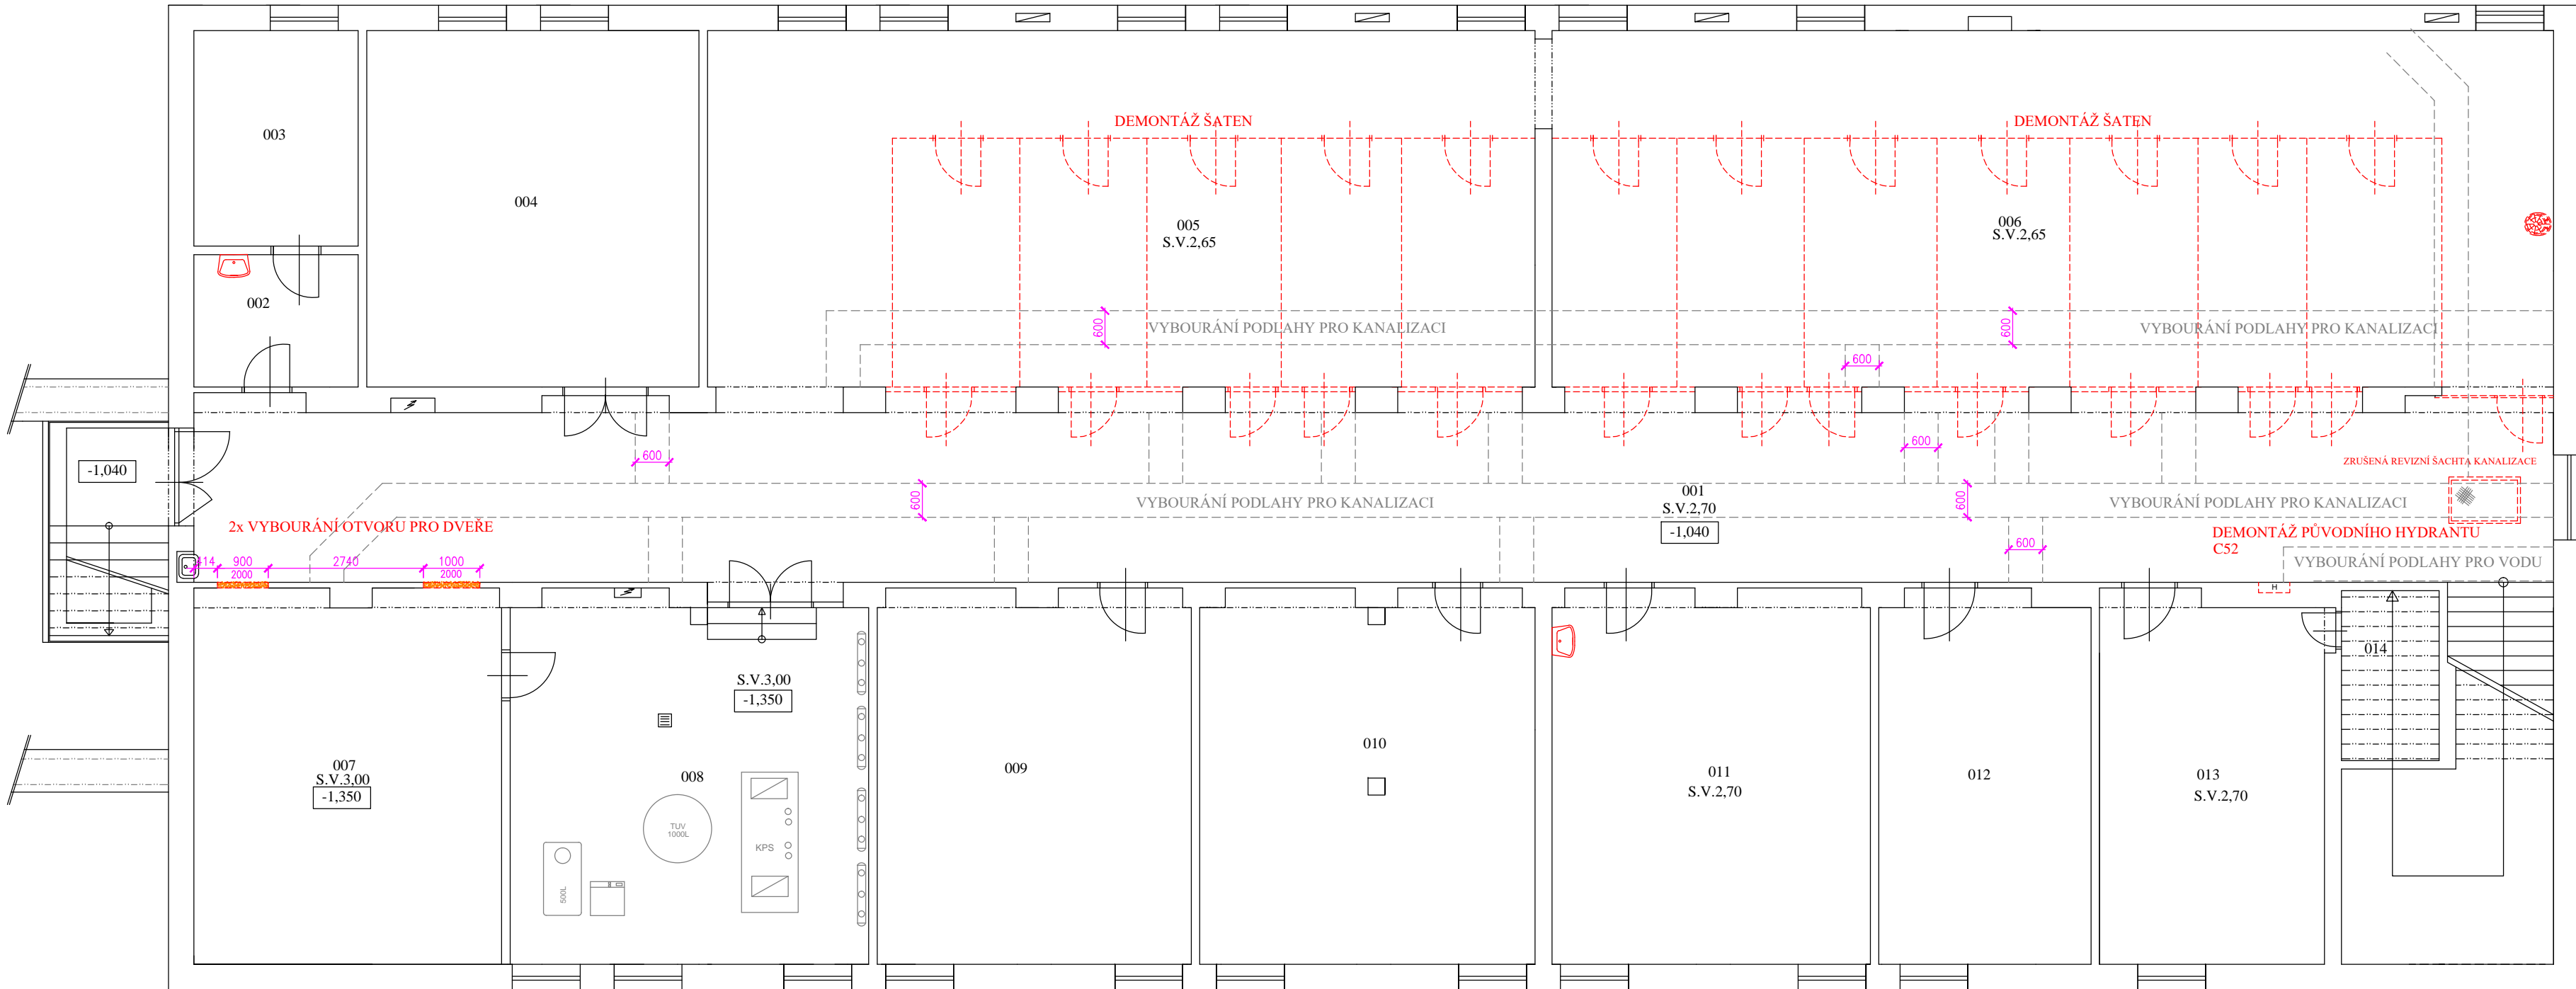 003
004
002
DEMONTÁŽ ŠATEN
DEMONTÁŽ ŠATEN
005
S.V.2,65
006
S.V.2,65
600
VYBOURÁNÍ PODLAHY PRO KANALIZACI
600
VYBOURÁNÍ PODLAHY PRO KANALIZACI
600
-1,040
600
600
ZRUŠENÁ REVIZNÍ ŠACHTA KANALIZACE
600
VYBOURÁNÍ PODLAHY PRO KANALIZACI
001
S.V.2,70
-1,040
600
VYBOURÁNÍ PODLAHY PRO KANALIZACI
2x VYBOURÁNÍ OTVORU PRO DVEŘE
DEMONTÁŽ PŮVODNÍHO HYDRANTU
C52
600
VYBOURÁNÍ PODLAHY PRO VODU
414
900
2000
2740
1000
2000
H
014
S.V.3,00
-1,350
007
S.V.3,00
-1,350
008
009
010
011
S.V.2,70
012
013
S.V.2,70
TUV
1000L
KPS
500L